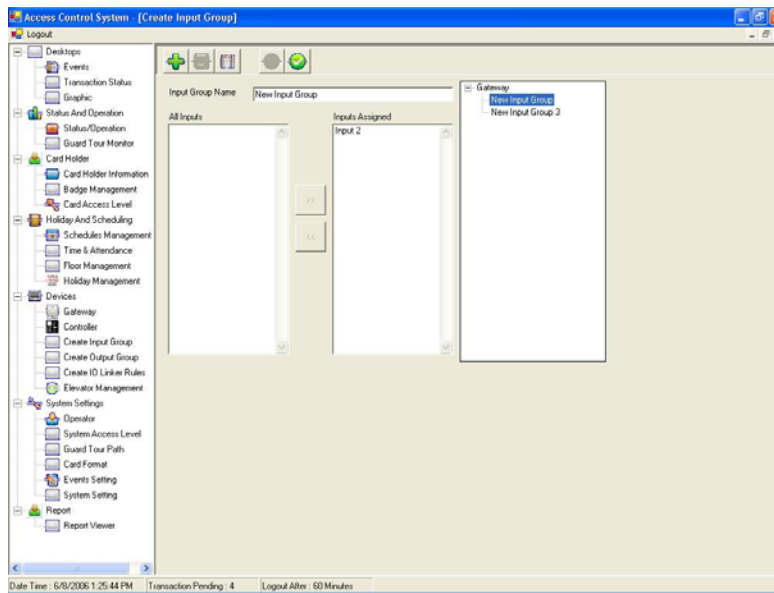 Access Control System - [Create Input Group]
Logout
Desktops
Events
Transaction Status
Graphic
Status And Operation
Status/Operation
Guard Tour Monitor
Card Holder
Card Holder Information
Badge Management
Card Access Level
Holiday And Scheduling
Schedules Management
Time & Attendance
Floor Management
Holiday Management
Devices
Gateway
Controller
Create Input Group
Create Output Group
Create IO Linker Rules
Elevator Management
System Settings
Operator
System Access Level
Guard Tour Path
Card Format
Events Setting
System Setting
Report
Report Viewer
Input Group Name New Input Group
All Inputs
>>
<<
Inputs Assigned
Input 2
Gateway
New Input Group
New Input Group 3
Date Time : 6/8/2006 1:25:44 PM Transaction Pending : 4 Logout After : 60 Minutes